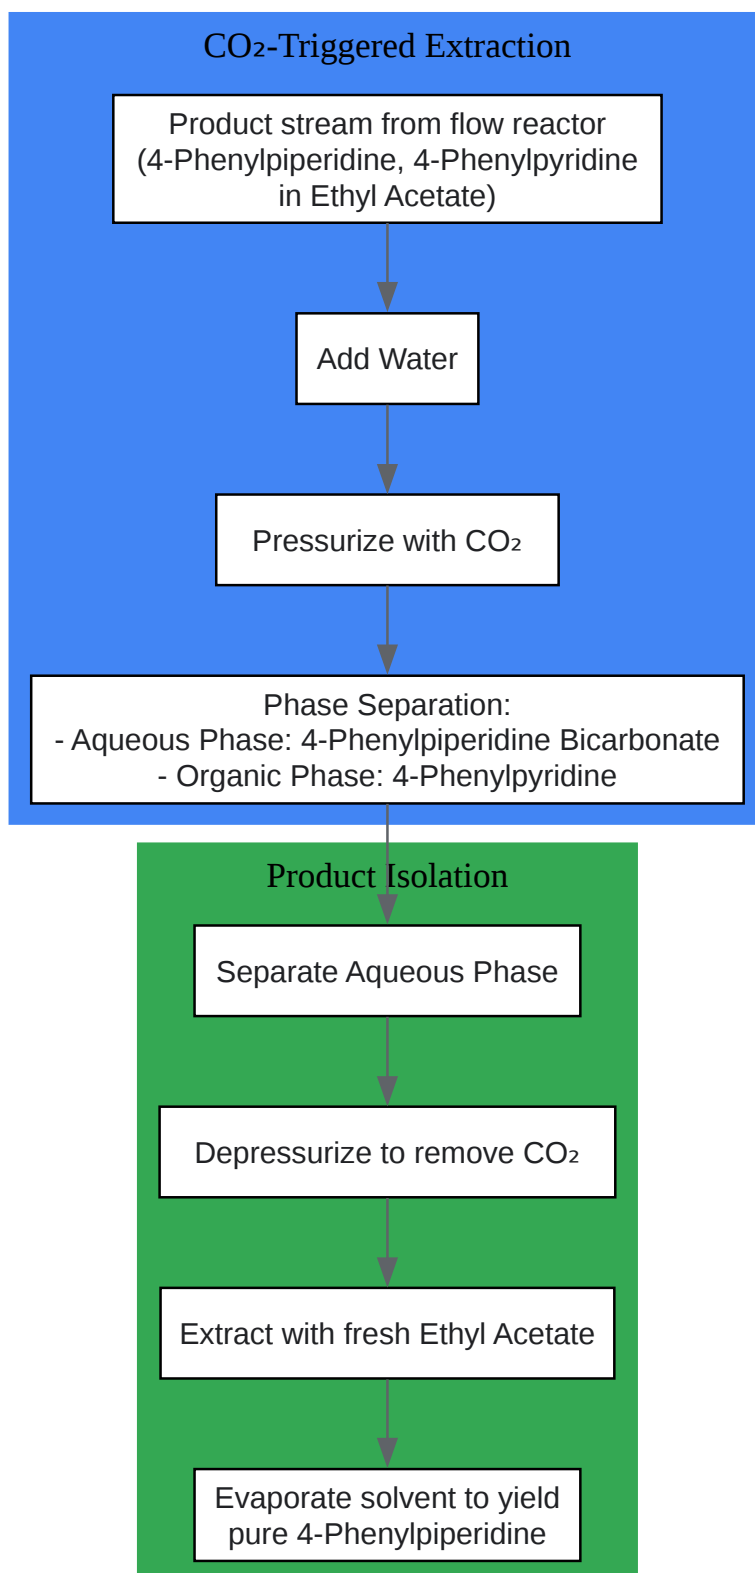 CO₂-Triggered Extraction
Product stream from flow reactor
(4-Phenylpiperidine, 4-Phenylpyridine
in Ethyl Acetate)
Add Water
Pressurize with CO₂
Phase Separation:
- Aqueous Phase: 4-Phenylpiperidine Bicarbonate
- Organic Phase: 4-Phenylpyridine
Product Isolation
Separate Aqueous Phase
Depressurize to remove CO₂
Extract with fresh Ethyl Acetate
Evaporate solvent to yield
pure 4-Phenylpiperidine